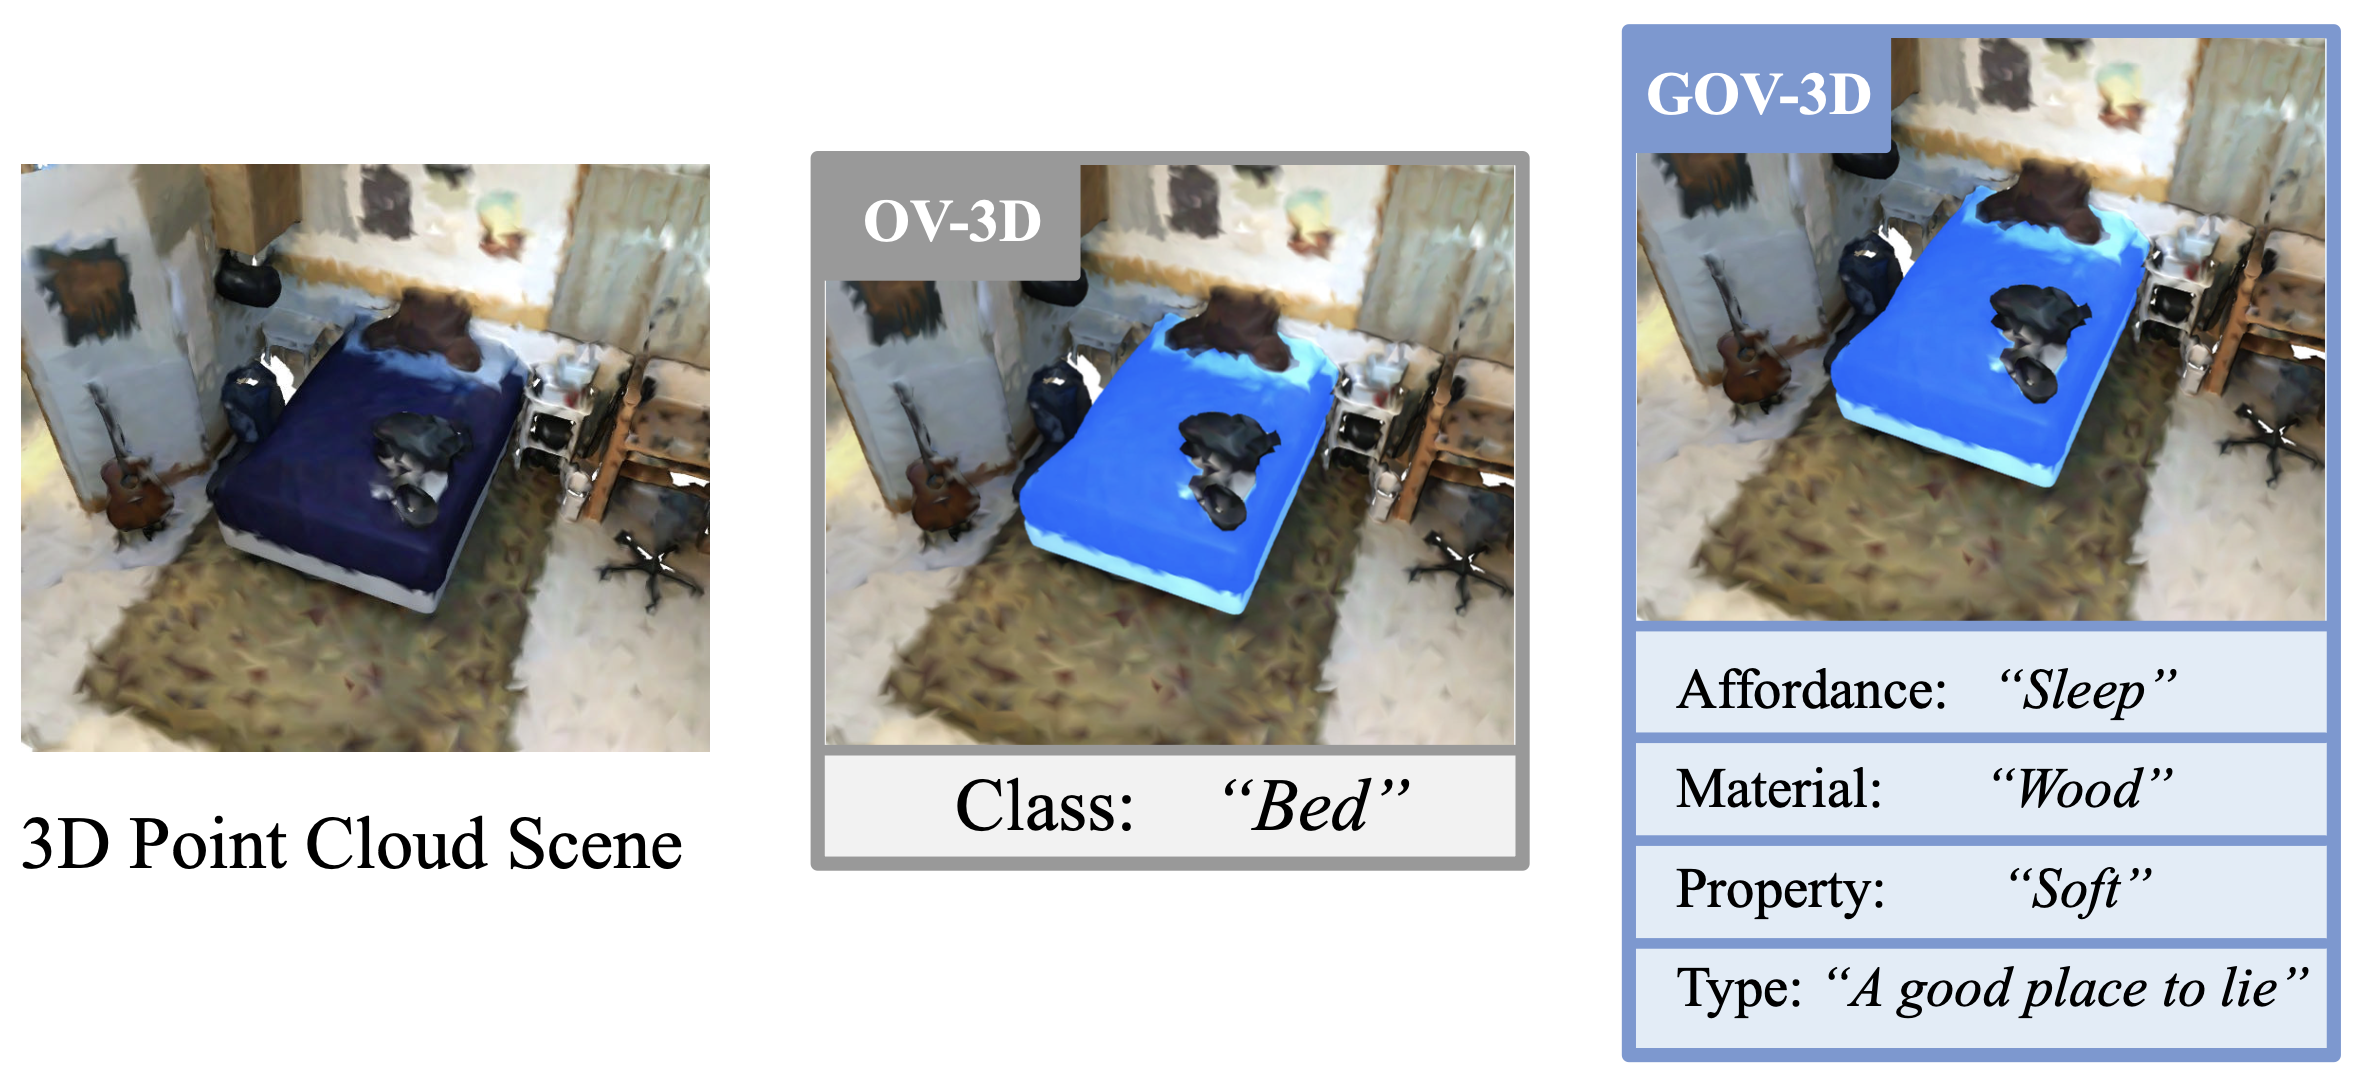 3D Point Cloud Scene
OV-3D
Class: “Bed”
GOV-3D
Affordance: “Sleep”
Material: “Wood”
Property: “Soft”
Type: “A good place to lie”